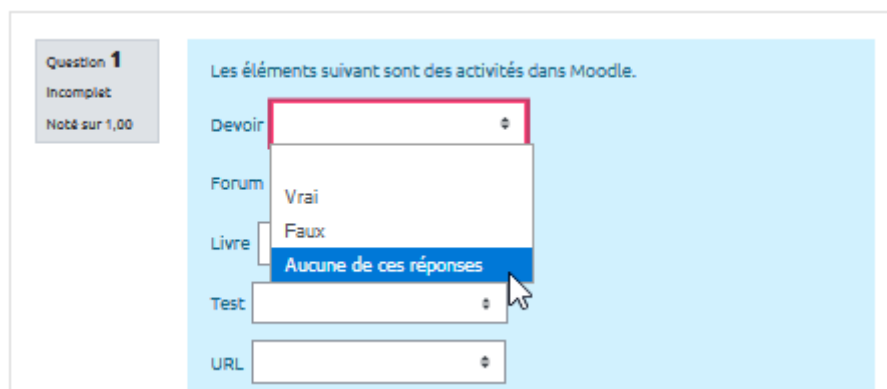 Question 1
Incomplet
Noté sur 1,00
Les éléments suivant sont des activités dans Moodle.
Devoir
Forum
Vrai
Faux
Livre
Aucune de ces réponses
Test
URL